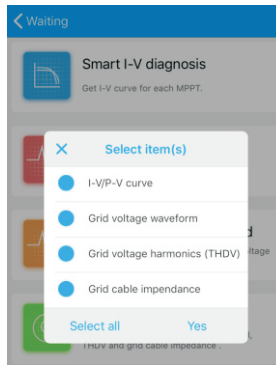 Waiting
Smart I-V diagnosis
Get I-V curve for each MPPT.
Select item(s)
I-V/P-V curve
Grid voltage waveform
d
ltage
Grid voltage harmonics (THDV)
Grid cable impendance
Select all Yes
THDV and grid cable impedance .